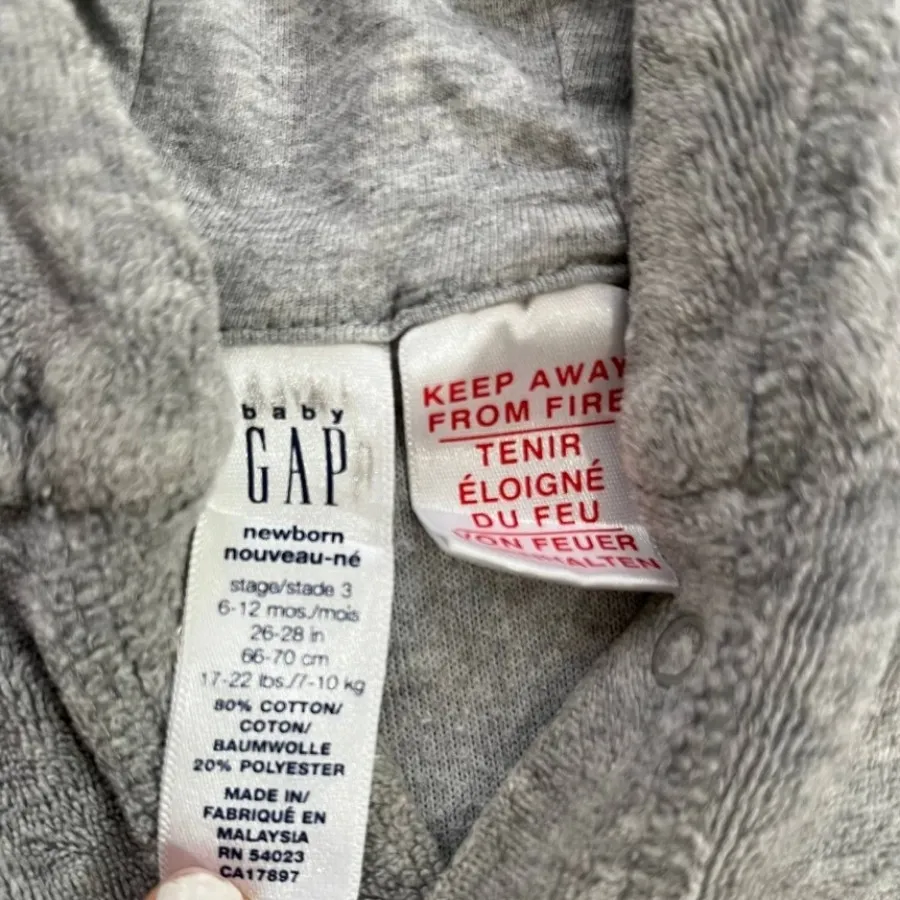 baby
GAP
newborn
nouveau-né
stage/stade 3
6-12 mos./mois
26-28 in
66-70 cm
17-22 lbs./7-10 kg
80% COTTON/
COTON/
BAUMWOLLE
20% POLYESTER
MADE IN/
FABRIQUÉ EN
MALAYSIA
RN 54023
CA17897
KEEP AWAY
FROM FIRE
TENIR
ÉLOIGNÉ
DU FEU
VON FEUER